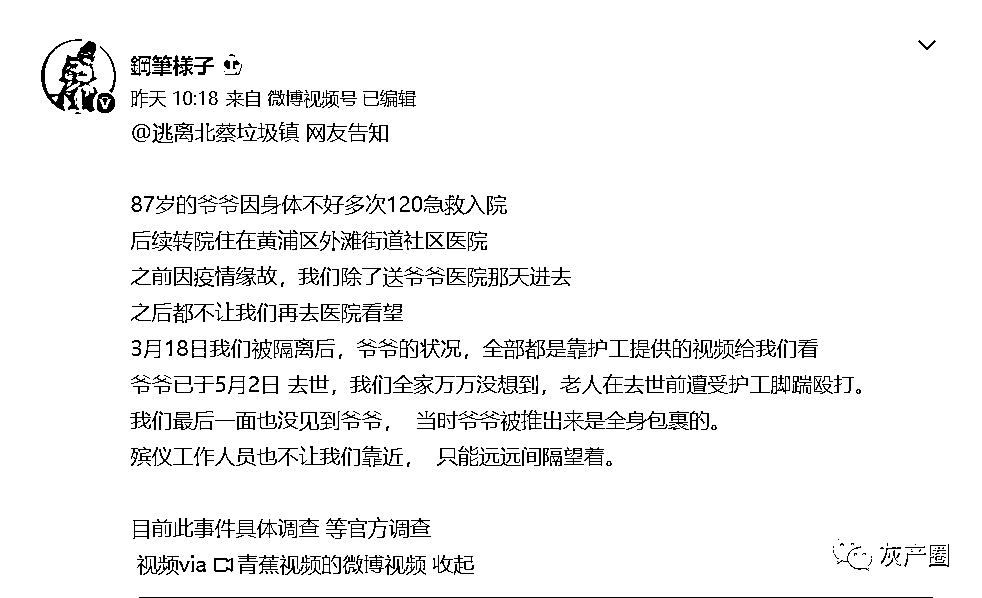 鋼筆様子
昨天 10:18 来自 微博视频号 已编辑
@逃离北蔡垃圾镇 网友告知
87岁的爷爷因身体不好多次120急救入院
后续转院住在黄浦区外滩街道社区医院
之前因疫情缘故，我们除了送爷爷医院那天进去
之后都不让我们再去医院看望
3月18日我们被隔离后，爷爷的状况，全部都是靠护工提供的视频给我们看
爷爷已于5月2日 去世，我们全家万万没想到，老人在去世前遭受护工脚踹殴打。
我们最后一面也没见到爷爷， 当时爷爷被推出来是全身包裹的。
殡仪工作人员也不让我们靠近， 只能远远间隔望着。
目前此事件具体调查 等官方调查
视频via 青蕉视频的微博视频 收起
灰产圈